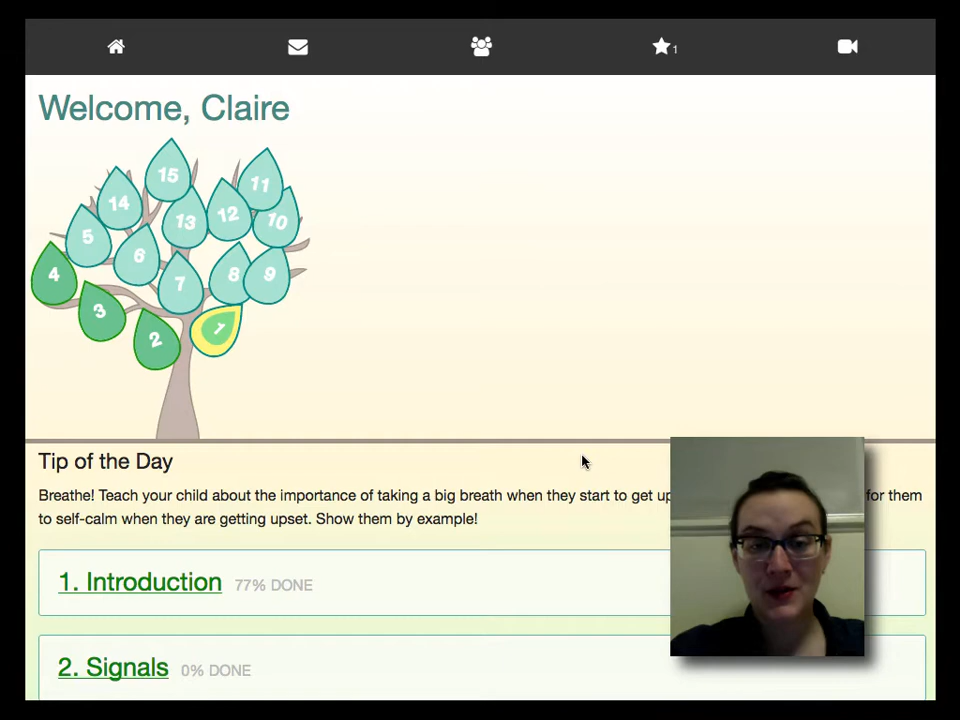 1
Welcome, Claire
15
11
14
12
13
10
5
6
4
8
9
7
3
1
2
Tip of the Day
Breathe! Teach your child about the importance of taking a big breath when they start to get up for them
to self-calm when they are getting upset. Show them by example!
1. Introduction 77% DONE
2. Signals 0% DONE